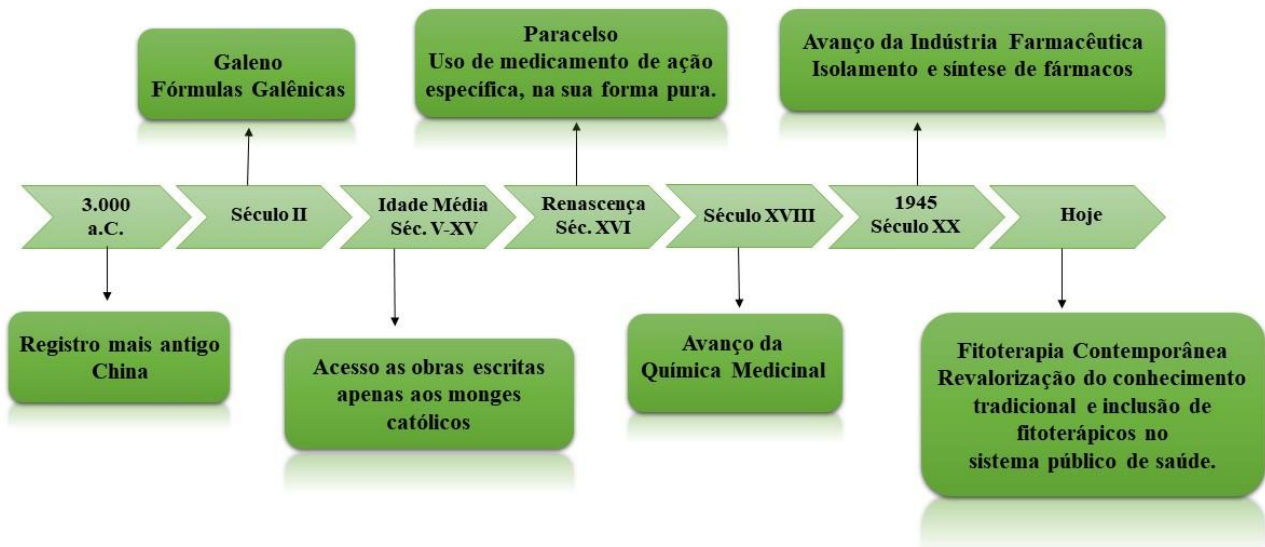 Galeno
Fórmulas Galênicas
Paracelso
Uso de medicamento de ação
específica, na sua forma pura.
Avanço da Indústria Farmacêutica
Isolamento e síntese de fármacos
3.000
a.C.
Século II
Idade Média
Séc. V-XV
Renascença
Séc. XVI
Século XVIII
1945
Século XX
Hoje
Registro mais antigo
China
Acesso as obras escritas
apenas aos monges
católicos
Avanço da
Química Medicinal
Fitoterapia Contemporânea
Revalorização do conhecimento
tradicional e inclusão de
fitoterápicos no
sistema público de saúde.